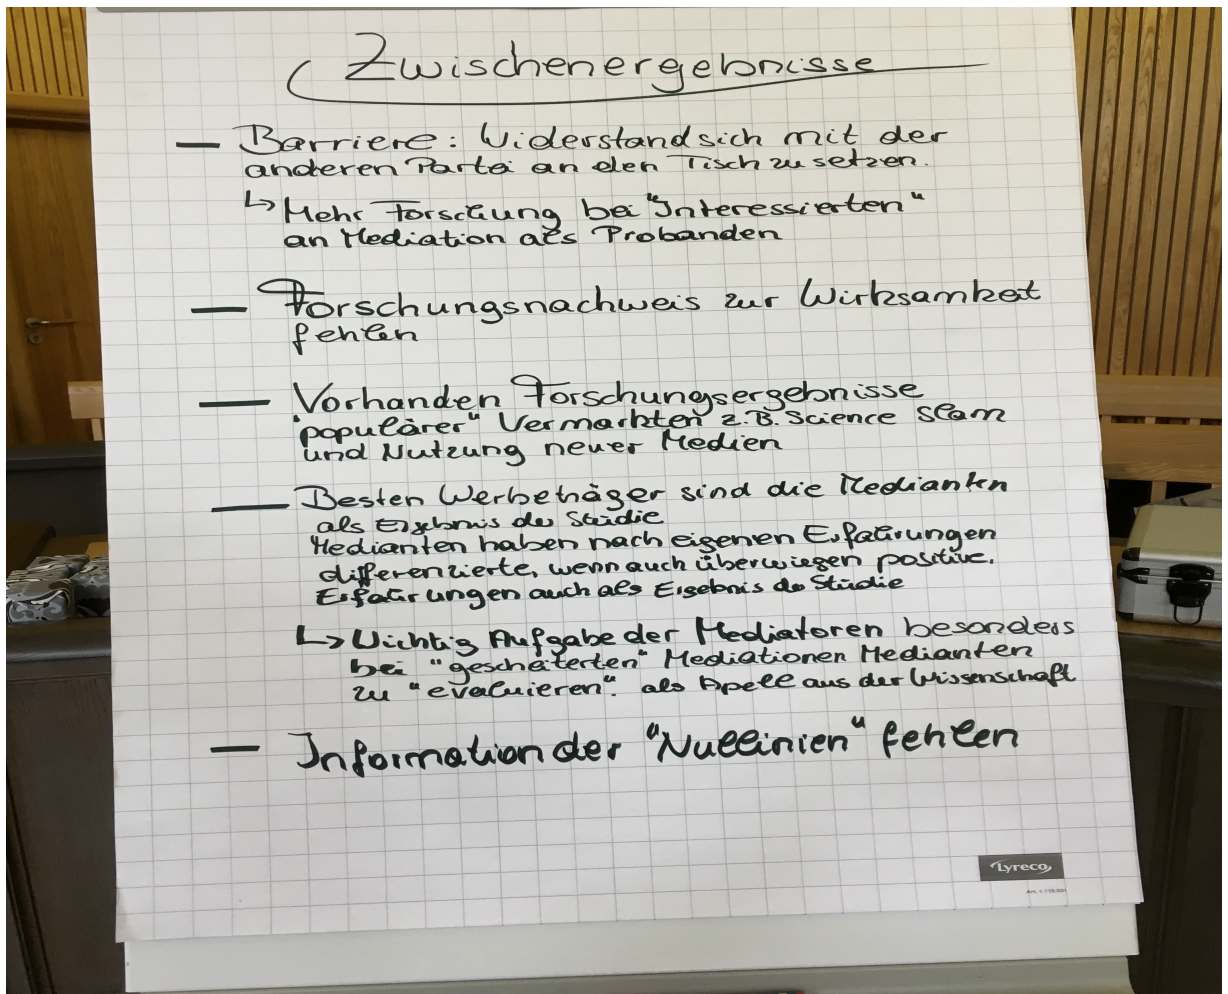 Zwischenergebnisse
— Barriere: Widerstand sich mit der
anderen Partei an den Tisch zu setzen.
↳ Mehr Forschung bei "Interessierten"
an Mediation als Probanden
— Forschungsnachweis zur Wirksamkeit
fehlen
— Vorhanden Forschungsergebnisse
"populärer" Vermarkten z.B. Science Slam
und Nutzung neuer Medien
— Besten Werbeträger sind die Medianten
als Ergebnis der Studie
Medianten haben nach eigenen Erfahrungen
differenzierte, wenn auch überwiegen positive.
Erfahrungen auch als Ergebnis der Studie
↳ Wichtig Aufgabe der Mediatoren besonders
bei "gescheiterten" Mediationen Medianten
zu "evaluieren". als Apell aus der Wissenschaft
— Information der "Nullinien" fehlen
Lyreco